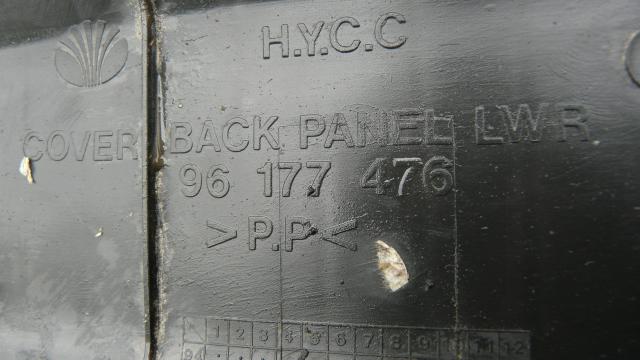 H.Y.C.C
COVER BACK PANEL LWR
96 177 476
>P.P<
1 2 3 4 5 6 7 8 9 10 11 12
94